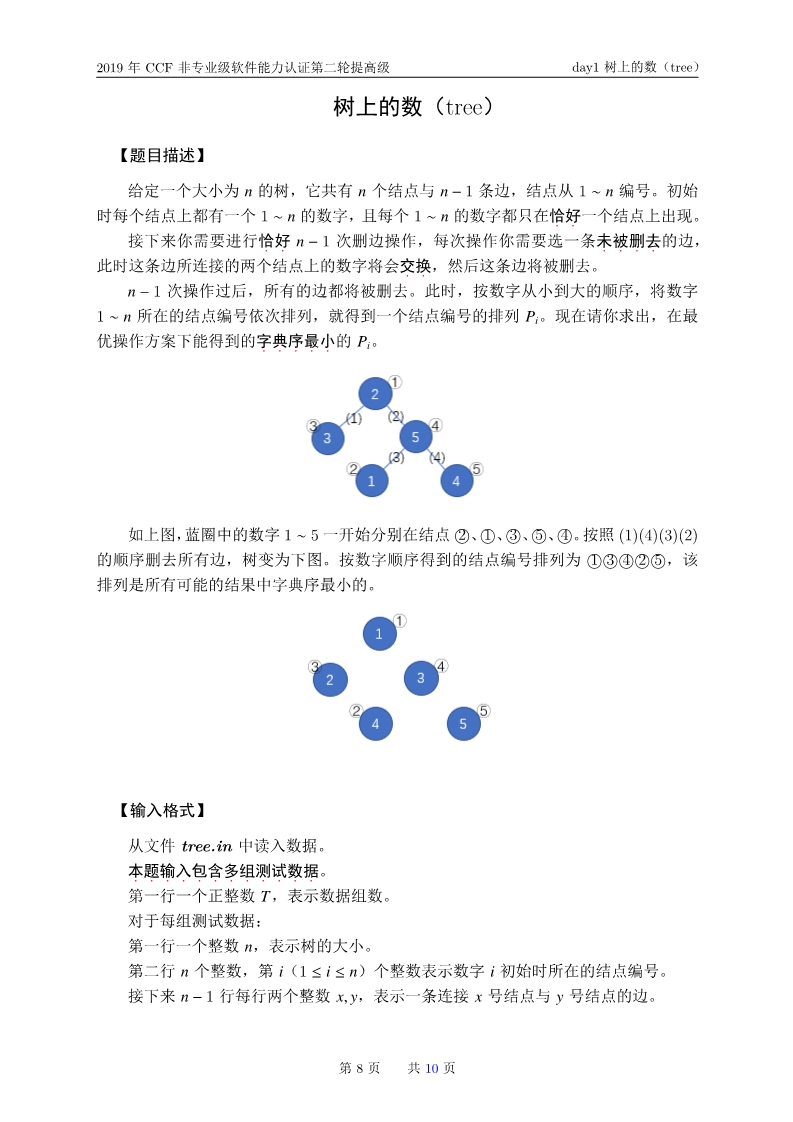 2019 年 CCF 非专业级软件能力认证第二轮提高级 day1 树上的数（tree）
树上的数（tree）
【题目描述】
给定一个大小为 n 的树，它共有 n 个结点与 n − 1 条边，结点从 1 ~ n 编号。初始
时每个结点上都有一个 1 ~ n 的数字，且每个 1 ~ n 的数字都只在恰好一个结点上出现。
接下来你需要进行恰好 n − 1 次删边操作，每次操作你需要选一条未被删去的边，
此时这条边所连接的两个结点上的数字将会交换，然后这条边将被删去。
n − 1 次操作过后，所有的边都将被删去。此时，按数字从小到大的顺序，将数字
1 ~ n 所在的结点编号依次排列，就得到一个结点编号的排列 Pi。现在请你求出，在最
优操作方案下能得到的字典序最小的 Pi。
2 ①
(1) (2)
③ 3 5 ④
(3) (4)
② 1 4 ⑤
如上图，蓝圈中的数字 1 ~ 5 一开始分别在结点 ②、①、③、⑤、④。按照 (1)(4)(3)(2)
的顺序删去所有边，树变为下图。按数字顺序得到的结点编号排列为 ①③④②⑤，该
排列是所有可能的结果中字典序最小的。
1 ①
③ 2 3 ④
② 4 5 ⑤
【输入格式】
从文件 tree.in 中读入数据。
本题输入包含多组测试数据。
第一行一个正整数 T，表示数据组数。
对于每组测试数据：
第一行一个整数 n，表示树的大小。
第二行 n 个整数，第 i（1 ≤ i ≤ n）个整数表示数字 i 初始时所在的结点编号。
接下来 n − 1 行每行两个整数 x, y，表示一条连接 x 号结点与 y 号结点的边。
第 8 页 共 10 页